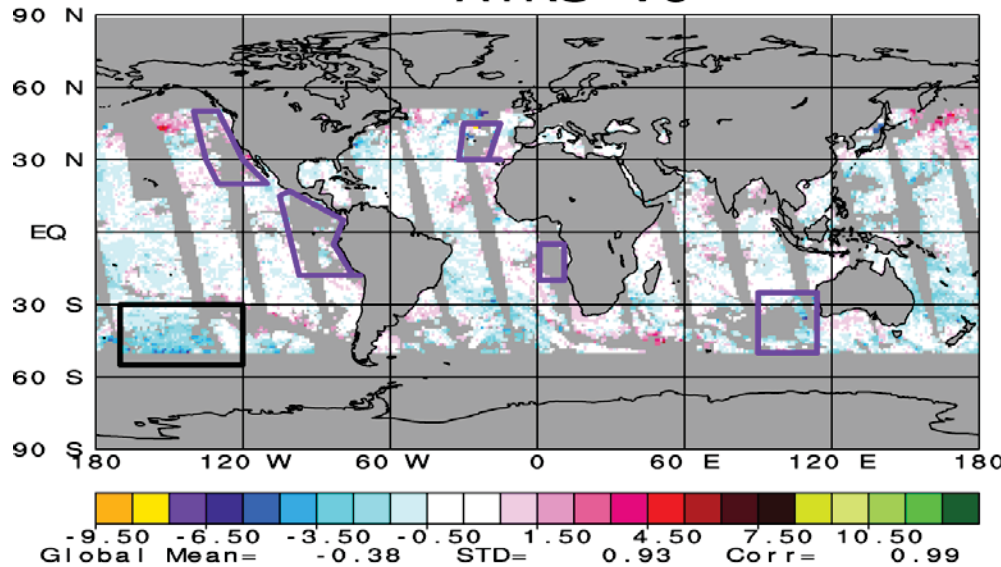 90 N
60 N
30 N
EQ
30 S
60 S
90 S
180 120 W 60 W 0 60 E 120 E 180
-9.50 -6.50 -3.50 -0.50 1.50 4.50 7.50 10.50
Global Mean= -0.38 STD= 0.93 Corr= 0.99